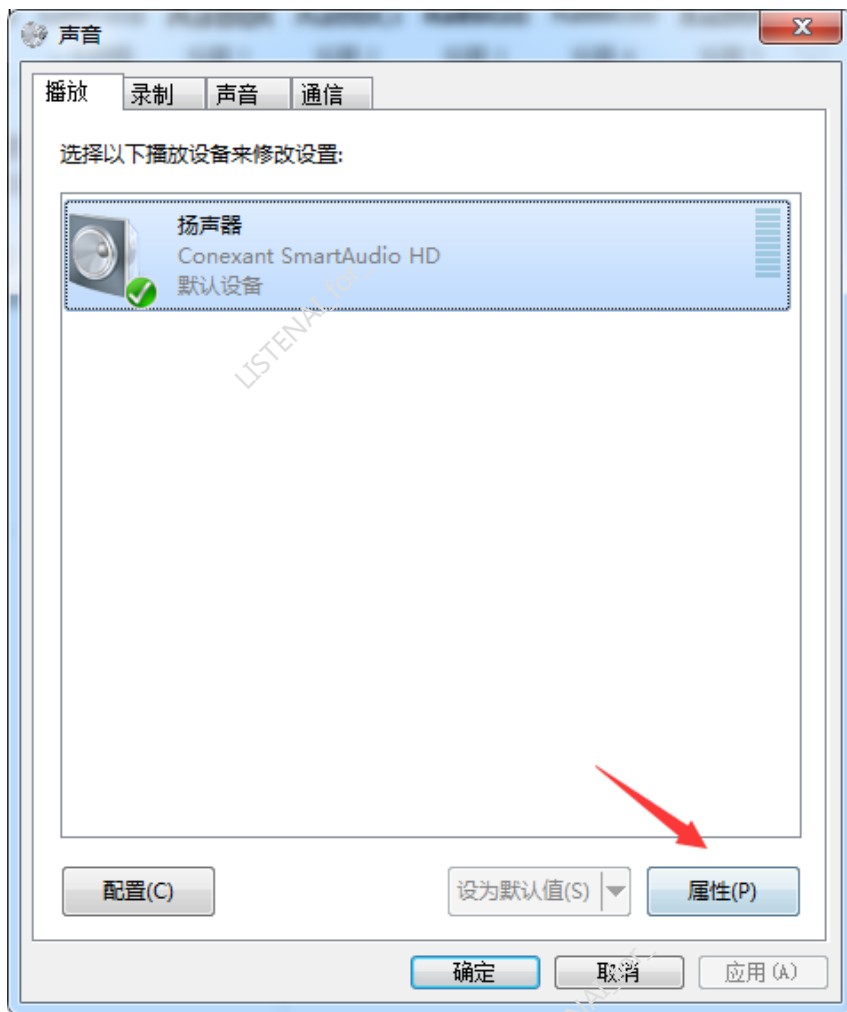 声音
播放 录制 声音 通信
选择以下播放设备来修改设置:
扬声器
Conexant SmartAudio HD
默认设备
LISTENAI_for_
配置(C) 设为默认值(S) 属性(P)
确定 取消 应用(A)